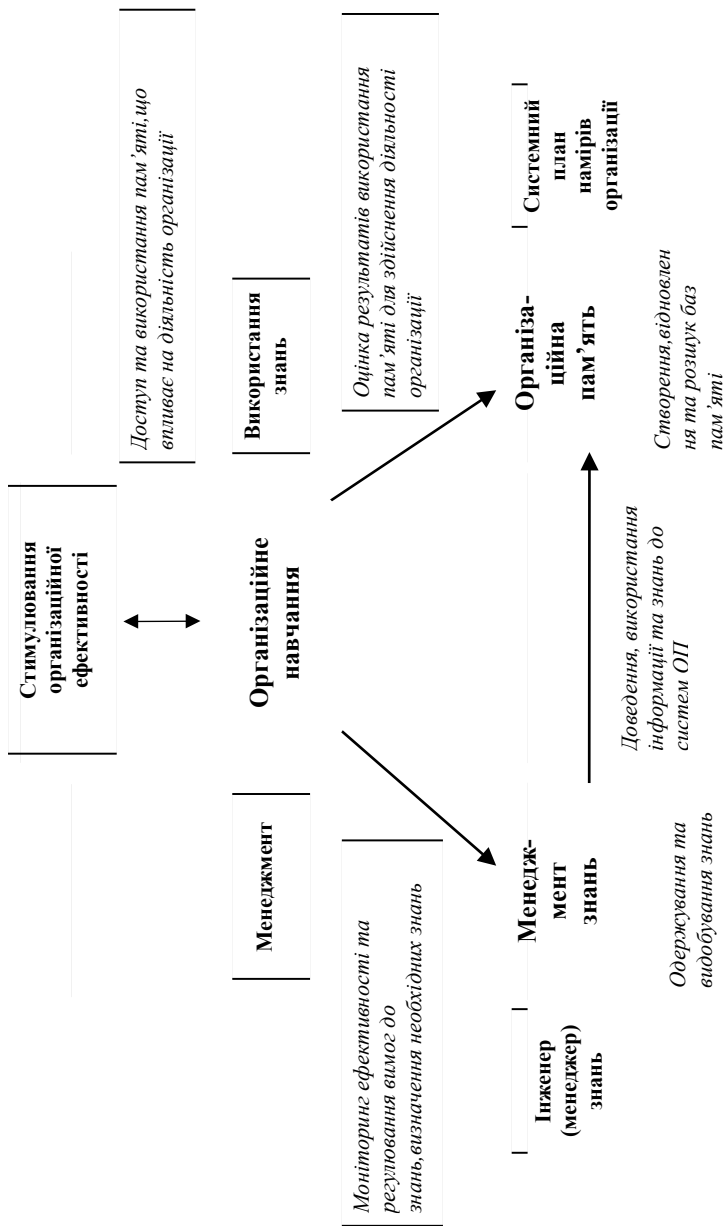 Стимулювання
організаційної
ефективності
Доступ та використання пам’яті,що
впливає на діяльність організації
Менеджмент
Організаційне
навчання
Використання
знань
Моніторинг ефективності та
регулювання вимог до
знань,визначення необхідних знань
Оцінка результатів використання
пам’яті для здійснення діяльності
організації
Інженер
(менеджер)
знань
Менедж-
мент
знань
Організа-
ційна
пам’ять
Системний
план
намірів
організації
Одержування та
видобування знань
Доведення, використання
інформації та знань до
систем ОП
Створення,відновлен
ня та розшук баз
пам’яті